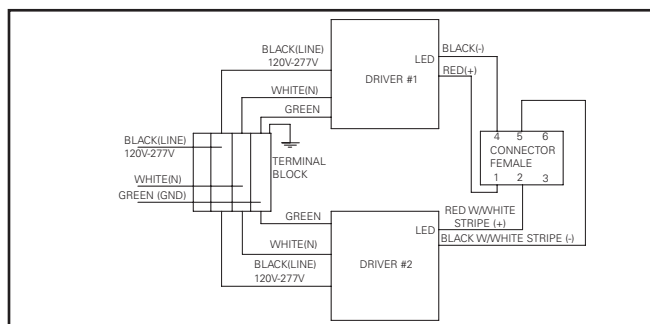 BLACK(LINE)
120V-277V
WHITE(N)
GREEN
LED
DRIVER #1
BLACK(-)
RED(+)
BLACK(LINE)
120V-277V
WHITE(N)
GREEN (GND)
TERMINAL
BLOCK
4 5 6
CONNECTOR
FEMALE
1 2 3
GREEN
WHITE(N)
BLACK(LINE)
120V-277V
LED
DRIVER #2
RED W/WHITE
STRIPE (+)
BLACK W/WHITE STRIPE (-)